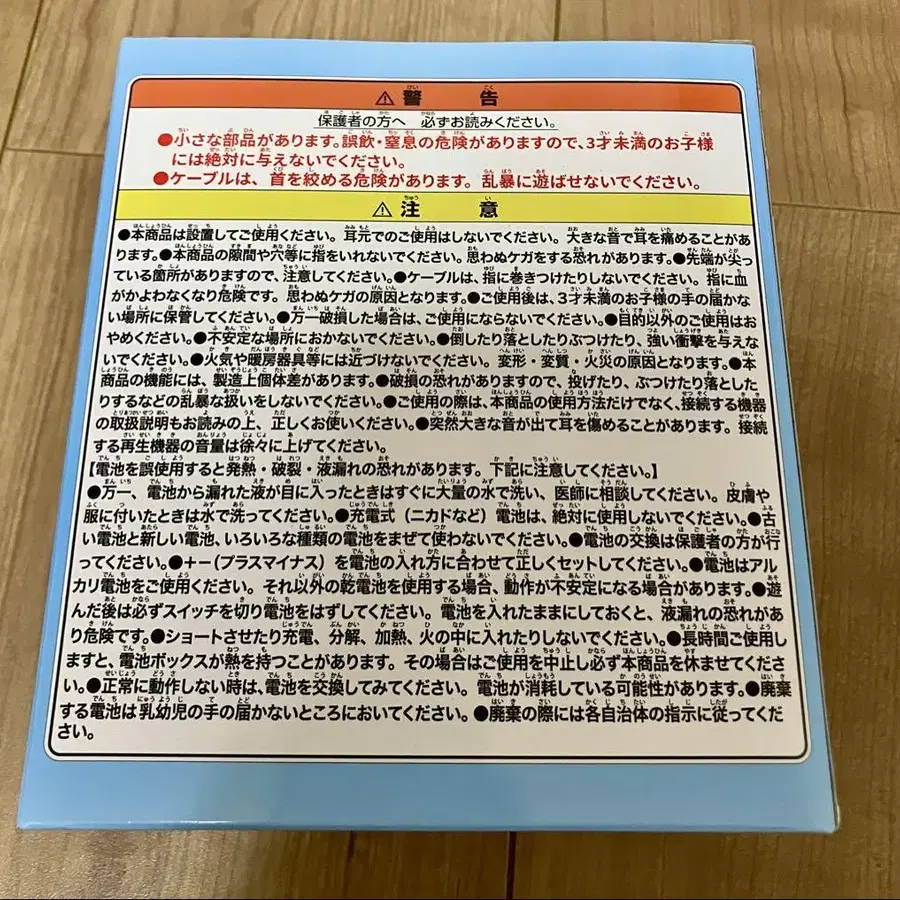 ⚠警告
保護者の方へ 必ずお読みください。
●小さな部品があります。誤飲・窒息の危険がありますので、3才未満のお子様
には絶対に与えないでください。
●ケーブルは、首を絞める危険があります。乱暴に遊ばせないでください。
⚠注意
●本商品は設置してご使用ください。耳元でのご使用はしないでください。大きな音で耳を痛めることがあ
ります。●本商品の隙間や穴等に指をいれないでください。思わぬケガをする恐れがあります。●先端が尖っ
ている箇所がありますので、注意してください。●ケーブルは、指に巻きつけたりしないでください。指に血
がかよわなくなり危険です。思わぬケガの原因となります。●ご使用後は、3才未満のお子様の手の届かな
い場所に保管してください。●万一破損した場合は、ご使用にならないでください。●目的以外のご使用はお
やめください。●不安定な場所におかないでください。●倒したり落としたりぶつけたり、強い衝撃を与えな
いでください。●火気や暖房器具等には近づけないでください。変形・変質・火災の原因となります。●本
商品の機能には、製造上個体差があります。●破損の恐れがありますので、投げたり、ぶつけたり落とした
りするなどの乱暴な扱いをしないでください。●ご使用の際は、本商品の使用方法だけでなく、接続する機器
の取扱説明もお読みの上、正しくお使いください。●突然大きな音が出て耳を傷めることがあります。接続
する再生機器の音量は徐々に上げてください。
【電池を誤使用すると発熱・破裂・液漏れの恐れがあります。下記に注意してください。】
●万一、電池から漏れた液が目に入ったときはすぐに大量の水で洗い、医師に相談してください。皮膚や
服に付いたときは水で洗ってください。●充電式（ニカドなど）電池は、絶対に使用しないでください。●古
い電池と新しい電池、いろいろな種類の電池をまぜて使わないでください。●電池の交換は保護者の方が行
ってください。●＋－（プラスマイナス）を電池の入れ方に合わせて正しくセットしてください。●電池はアル
カリ電池をご使用ください。それ以外の乾電池を使用する場合、動作が不安定になる場合があります。●遊
んだ後は必ずスイッチを切り電池をはずしてください。電池を入れたままにしておくと、液漏れの恐れがあ
り危険です。●ショートさせたり充電、分解、加熱、火の中に入れたりしないでください。●長時間ご使用し
ますと、電池ボックスが熱を持つことがあります。その場合はご使用を中止し必ず本商品を休ませてくださ
い。●正常に動作しない時は、電池を交換してみてください。電池が消耗している可能性があります。●廃棄
する電池は乳幼児の手の届かないところにおいてください。●廃棄の際には各自治体の指示に従ってくだ
さい。